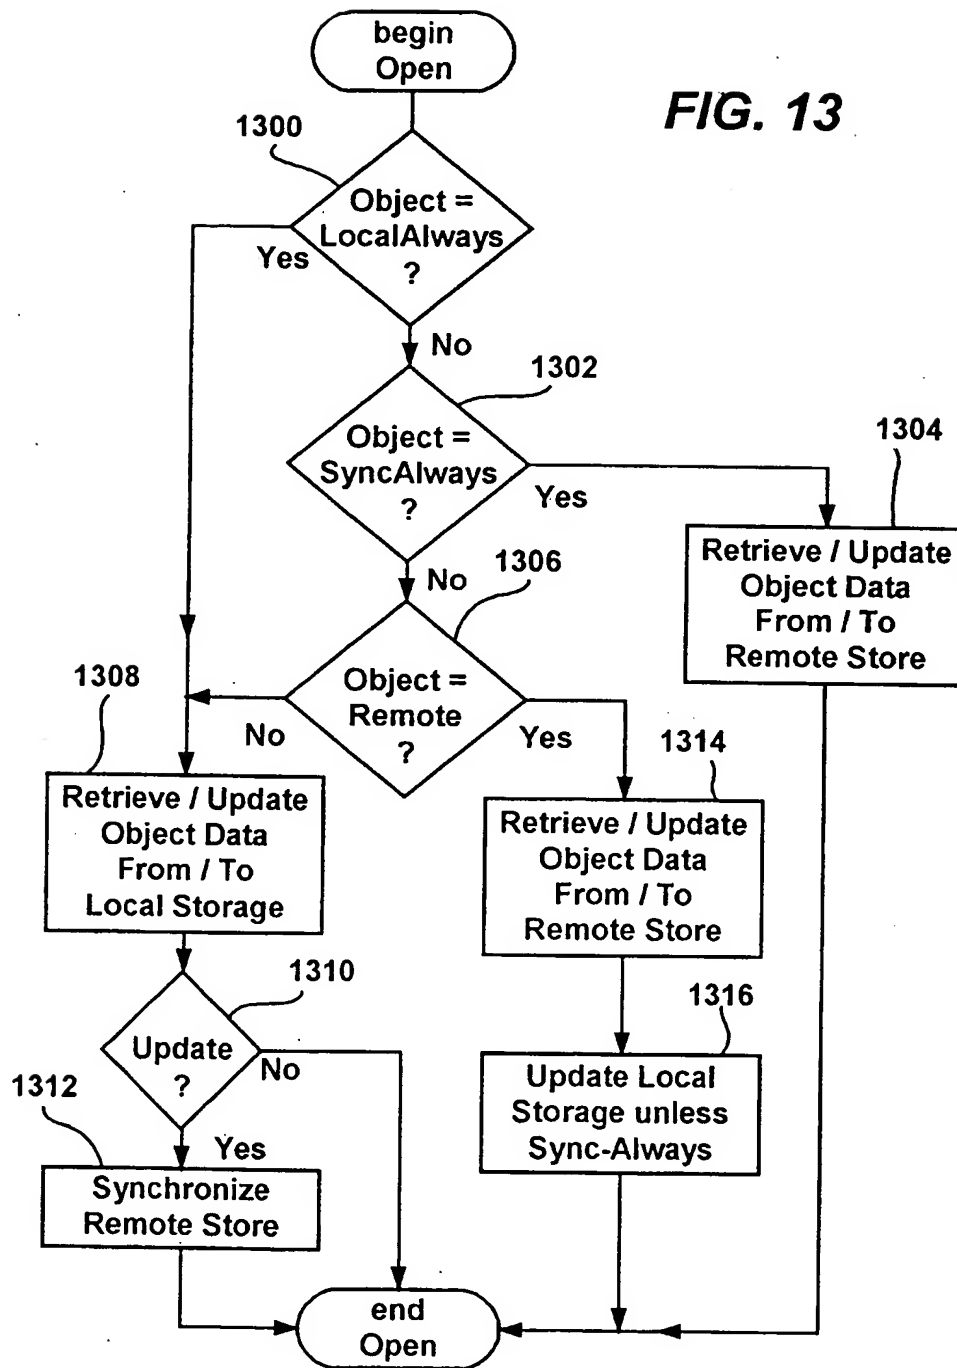 begin
Open
FIG. 13
1300
Object =
LocalAlways
?
Yes
No
1302
Object =
SyncAlways
?
Yes
1304
Retrieve / Update
Object Data
From / To
Remote Store
No
1306
Object =
Remote
?
No
Yes
1308
Retrieve / Update
Object Data
From / To
Local Storage
1314
Retrieve / Update
Object Data
From / To
Remote Store
1310
Update
?
No
1316
Update Local
Storage unless
Sync-Always
1312
Yes
Synchronize
Remote Store
end
Open